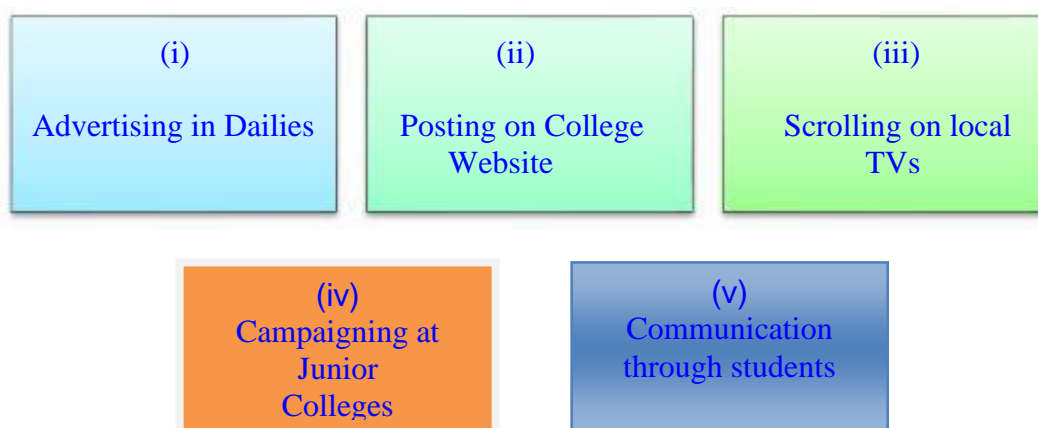 (i)
Advertising in Dailies
(ii)
Posting on College
Website
(iii)
Scrolling on local
TVs
(iv)
Campaigning at
Junior
Colleges
(v)
Communication
through students